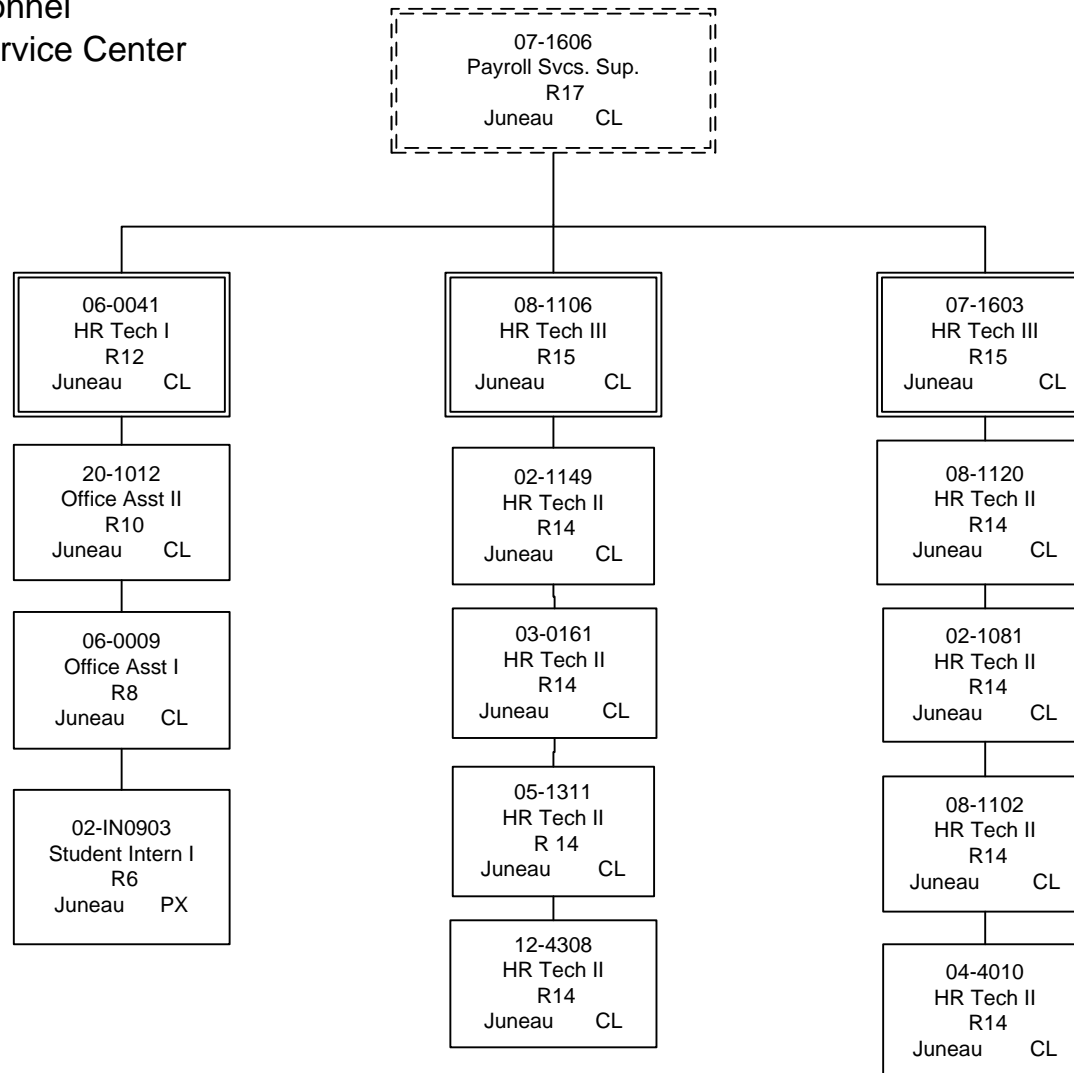 onnel
rvice Center
07-1606
Payroll Svcs. Sup.
R17
Juneau CL
06-0041
HR Tech I
R12
Juneau CL
20-1012
Office Asst II
R10
Juneau CL
06-0009
Office Asst I
R8
Juneau CL
02-IN0903
Student Intern I
R6
Juneau PX
08-1106
HR Tech III
R15
Juneau CL
02-1149
HR Tech II
R14
Juneau CL
03-0161
HR Tech II
R14
Juneau CL
05-1311
HR Tech II
R 14
Juneau CL
12-4308
HR Tech II
R14
Juneau CL
07-1603
HR Tech III
R15
Juneau CL
08-1120
HR Tech II
R14
Juneau CL
02-1081
HR Tech II
R14
Juneau CL
08-1102
HR Tech II
R14
Juneau CL
04-4010
HR Tech II
R14
Juneau CL